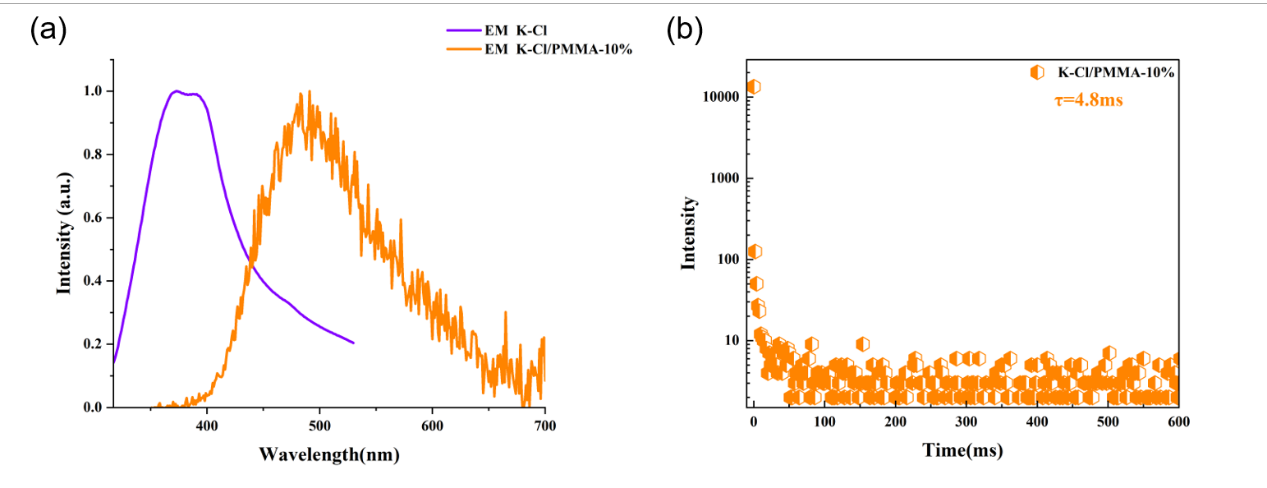 (a)
EM K-Cl
EM K-Cl/PMMA-10%
1.0
0.8
0.6
0.4
0.2
0.0
Intensity (a.u.)
400
500
600
700
Wavelength(nm)
(b)
K-Cl/PMMA-10%
τ=4.8ms
10000
1000
100
10
Intensity
0
100
200
300
400
500
600
Time(ms)